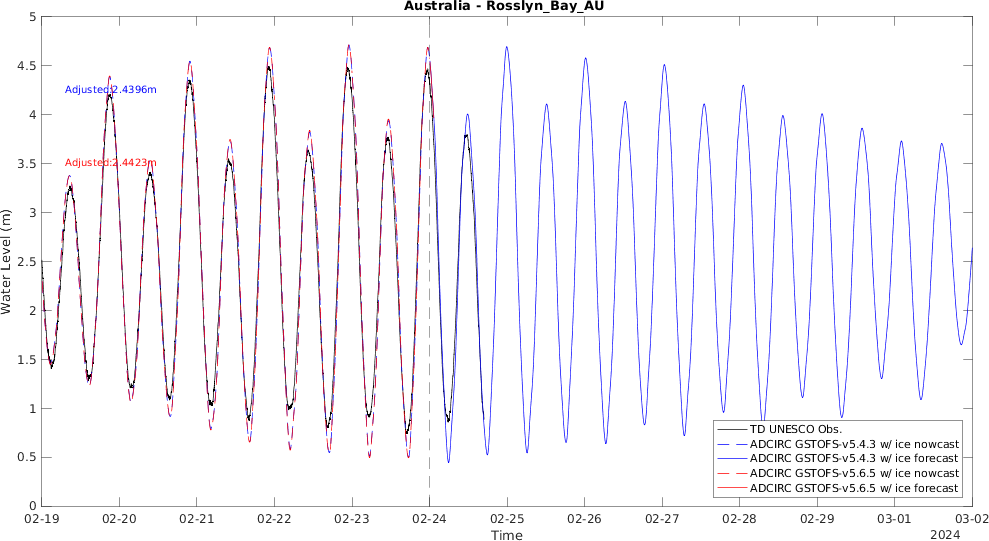 Australia - Rosslyn_Bay_AU
5
4.5
4
3.5
3
2.5
2
1.5
1
0.5
0
Water Level (m)
Adjusted:2.4396m
Adjusted:2.4423m
TD UNESCO Obs.
ADCIRC GSTOFS-v5.4.3 w/ ice nowcast
ADCIRC GSTOFS-v5.4.3 w/ ice forecast
ADCIRC GSTOFS-v5.6.5 w/ ice nowcast
ADCIRC GSTOFS-v5.6.5 w/ ice forecast
02-19 02-20 02-21 02-22 02-23 02-24 02-25 02-26 02-27 02-28 02-29 03-01 03-02
Time
2024